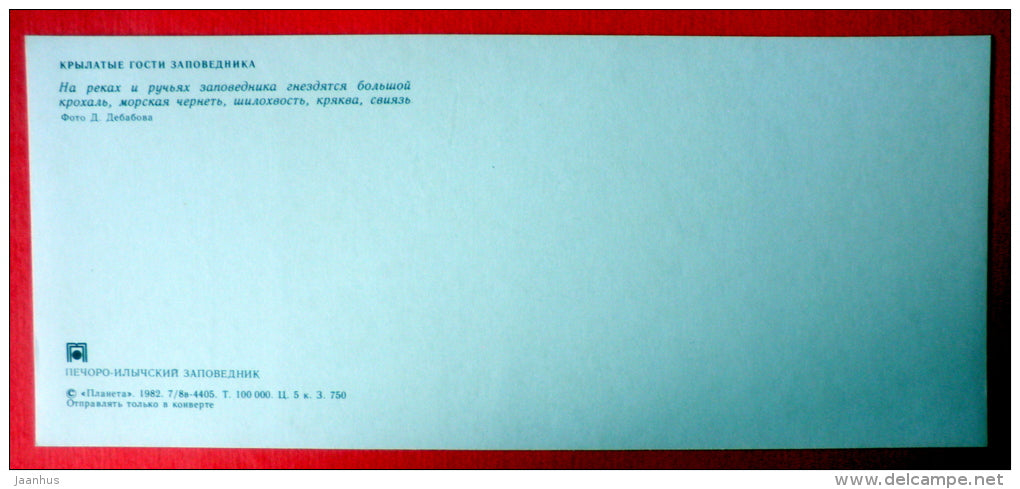 КРЫЛАТЫЕ ГОСТИ ЗАПОВЕДНИКА
На реках и ручьях заповедника гнездятся большой
крохаль, морская чернеть, шилохвость, кряква, свиязь
Фото Д. Дебабова
ПЕЧОРО-ИЛЫЧСКИЙ ЗАПОВЕДНИК
© «Планета». 1982. 7/8в-4405. Т. 100 000. Ц. 5 к. З. 750
Отправлять только в конверте
jaanhus
www.delcampe.net